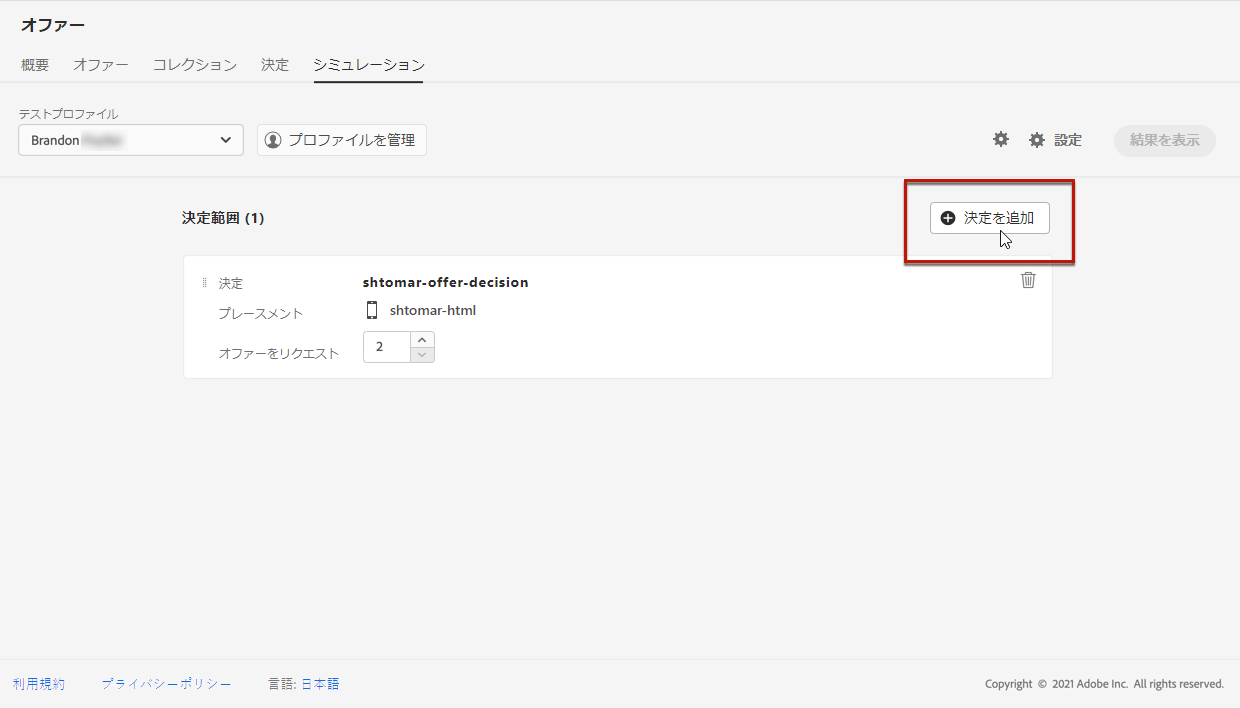 オファー
概要 オファー コレクション 決定 シミュレーション
テストプロファイル
Brandon
プロファイルを管理
設定
結果を表示
決定範囲 (1)
決定を追加
決定 shtomar-offer-decision
プレースメント shtomar-html
オファーをリクエスト 2
利用規約 プライバシーポリシー 言語: 日本語
Copyright © 2021 Adobe Inc. All rights reserved.